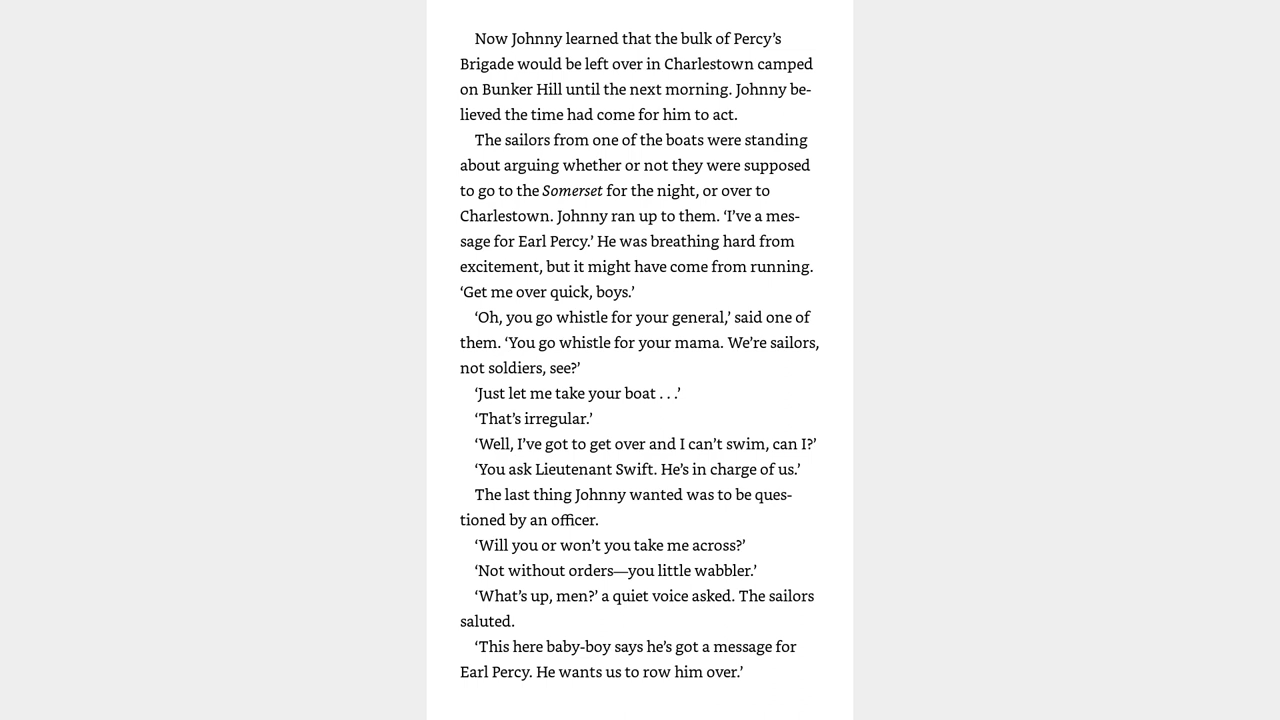 Now Johnny learned that the bulk of Percy’s
Brigade would be left over in Charlestown camped
on Bunker Hill until the next morning. Johnny be-
lieved the time had come for him to act.
The sailors from one of the boats were standing
about arguing whether or not they were supposed
to go to the Somerset for the night, or over to
Charlestown. Johnny ran up to them. ‘I’ve a mes-
sage for Earl Percy.’ He was breathing hard from
excitement, but it might have come from running.
‘Get me over quick, boys.’
‘Oh, you go whistle for your general,’ said one of
them. ‘You go whistle for your mama. We’re sailors,
not soldiers, see?’
‘Just let me take your boat . . .’
‘That’s irregular.’
‘Well, I’ve got to get over and I can’t swim, can I?’
‘You ask Lieutenant Swift. He’s in charge of us.’
The last thing Johnny wanted was to be ques-
tioned by an officer.
‘Will you or won’t you take me across?’
‘Not without orders—you little wabbler.’
‘What’s up, men?’ a quiet voice asked. The sailors
saluted.
‘This here baby-boy says he’s got a message for
Earl Percy. He wants us to row him over.’